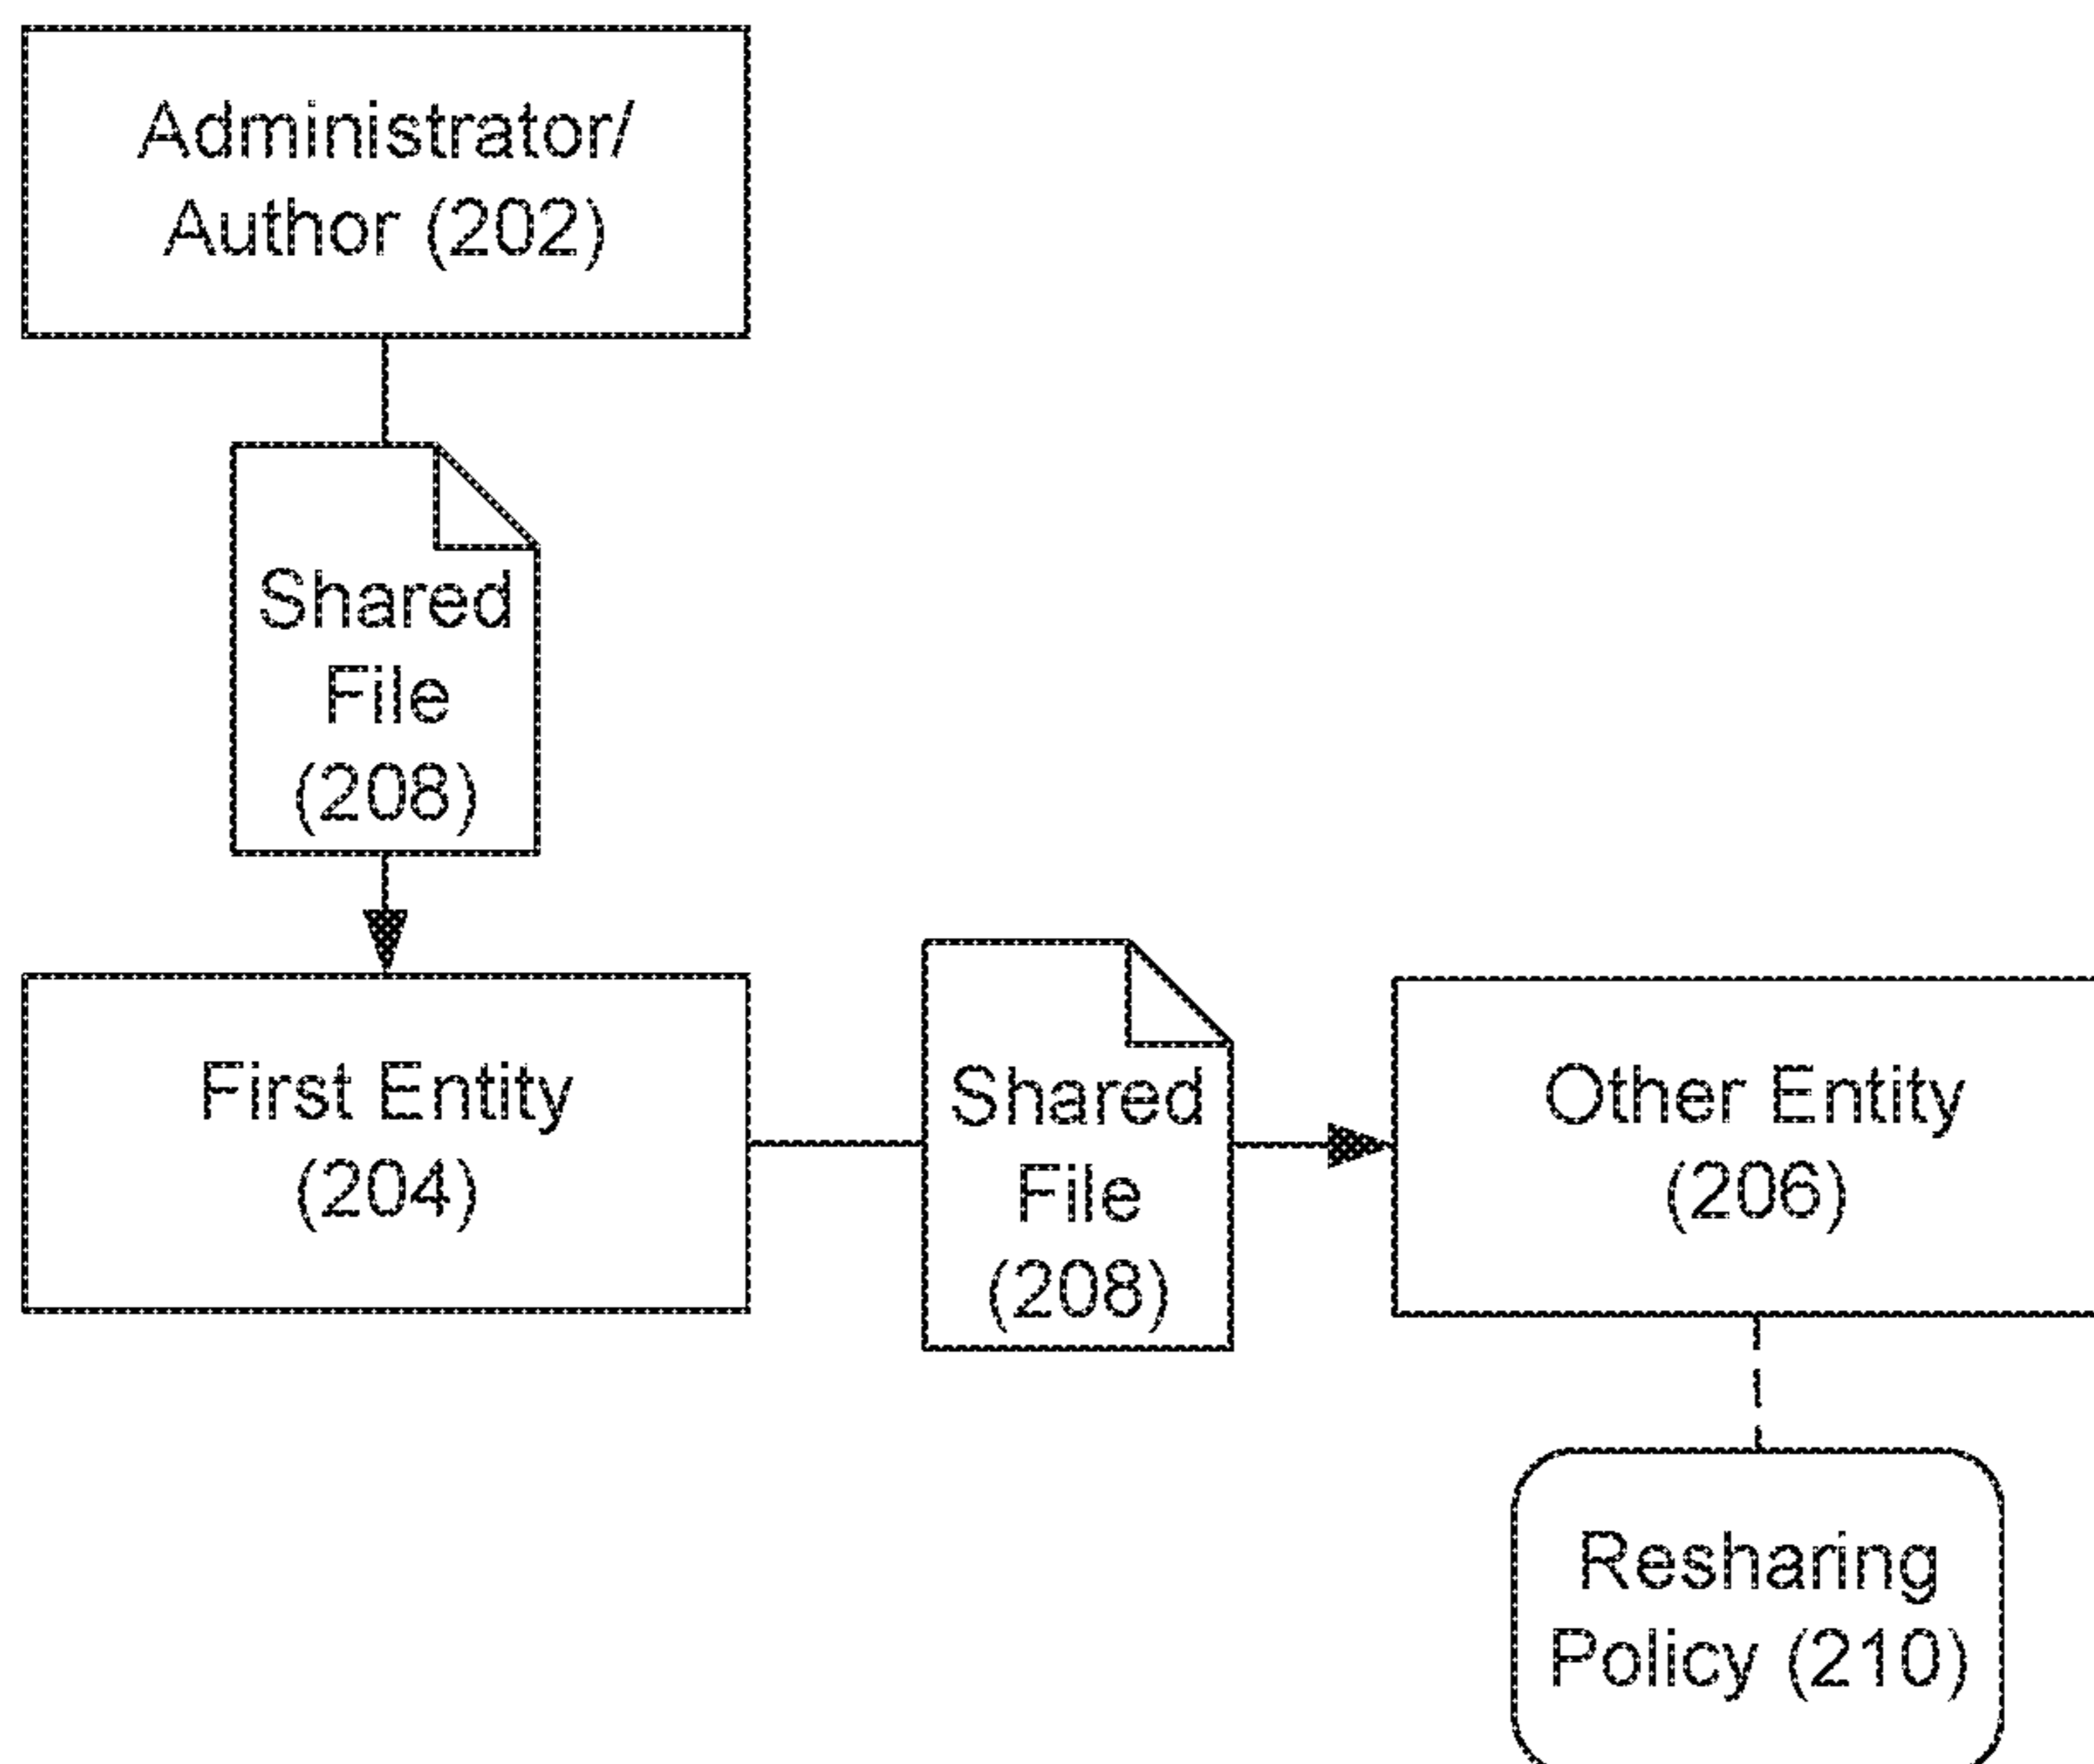 Administrator/
Author (202)
Shared
File
(208)
First Entity
(204)
Shared
File
(208)
Other Entity
(206)
Resharing
Policy (210)